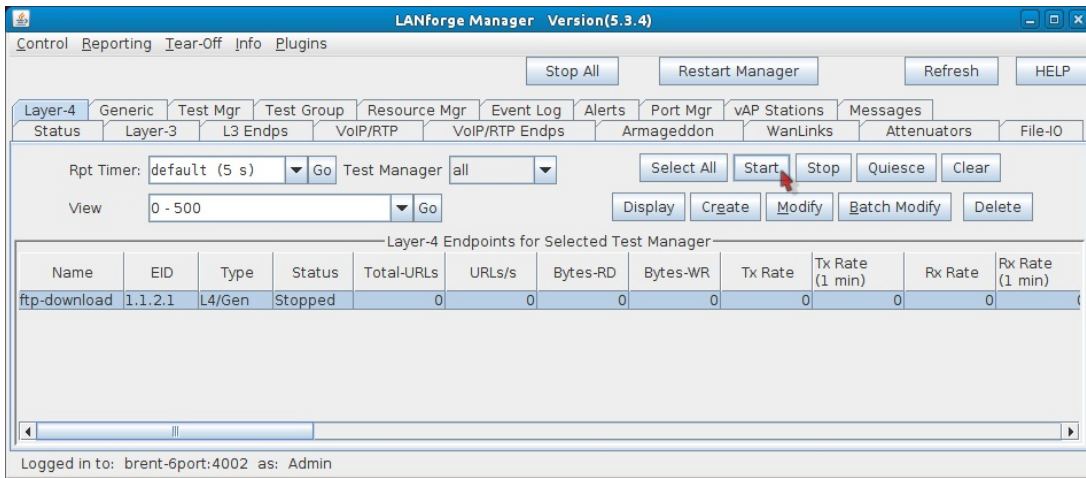 LANforge Manager Version(5.3.4)
Control Reporting Tear-Off Info Plugins
Stop All Restart Manager Refresh HELP
Layer-4 Generic Test Mgr Test Group Resource Mgr Event Log Alerts Port Mgr vAP Stations Messages
Status Layer-3 L3 Endps VoIP/RTP VoIP/RTP Endps Armageddon WanLinks Attenuators File-IO
Rpt Timer: default (5 s) Go Test Manager all Select All Start Stop Quiesce Clear
View 0 - 500 Go Display Create Modify Batch Modify Delete
Layer-4 Endpoints for Selected Test Manager
Name EID Type Status Total-URLs URLs/s Bytes-RD Bytes-WR Tx Rate Tx Rate (1 min) Rx Rate Rx Rate (1 min)
ftp-download 1.1.2.1 L4/Gen Stopped 0 0 0 0 0 0 0 0
Logged in to: brent-6port:4002 as: Admin